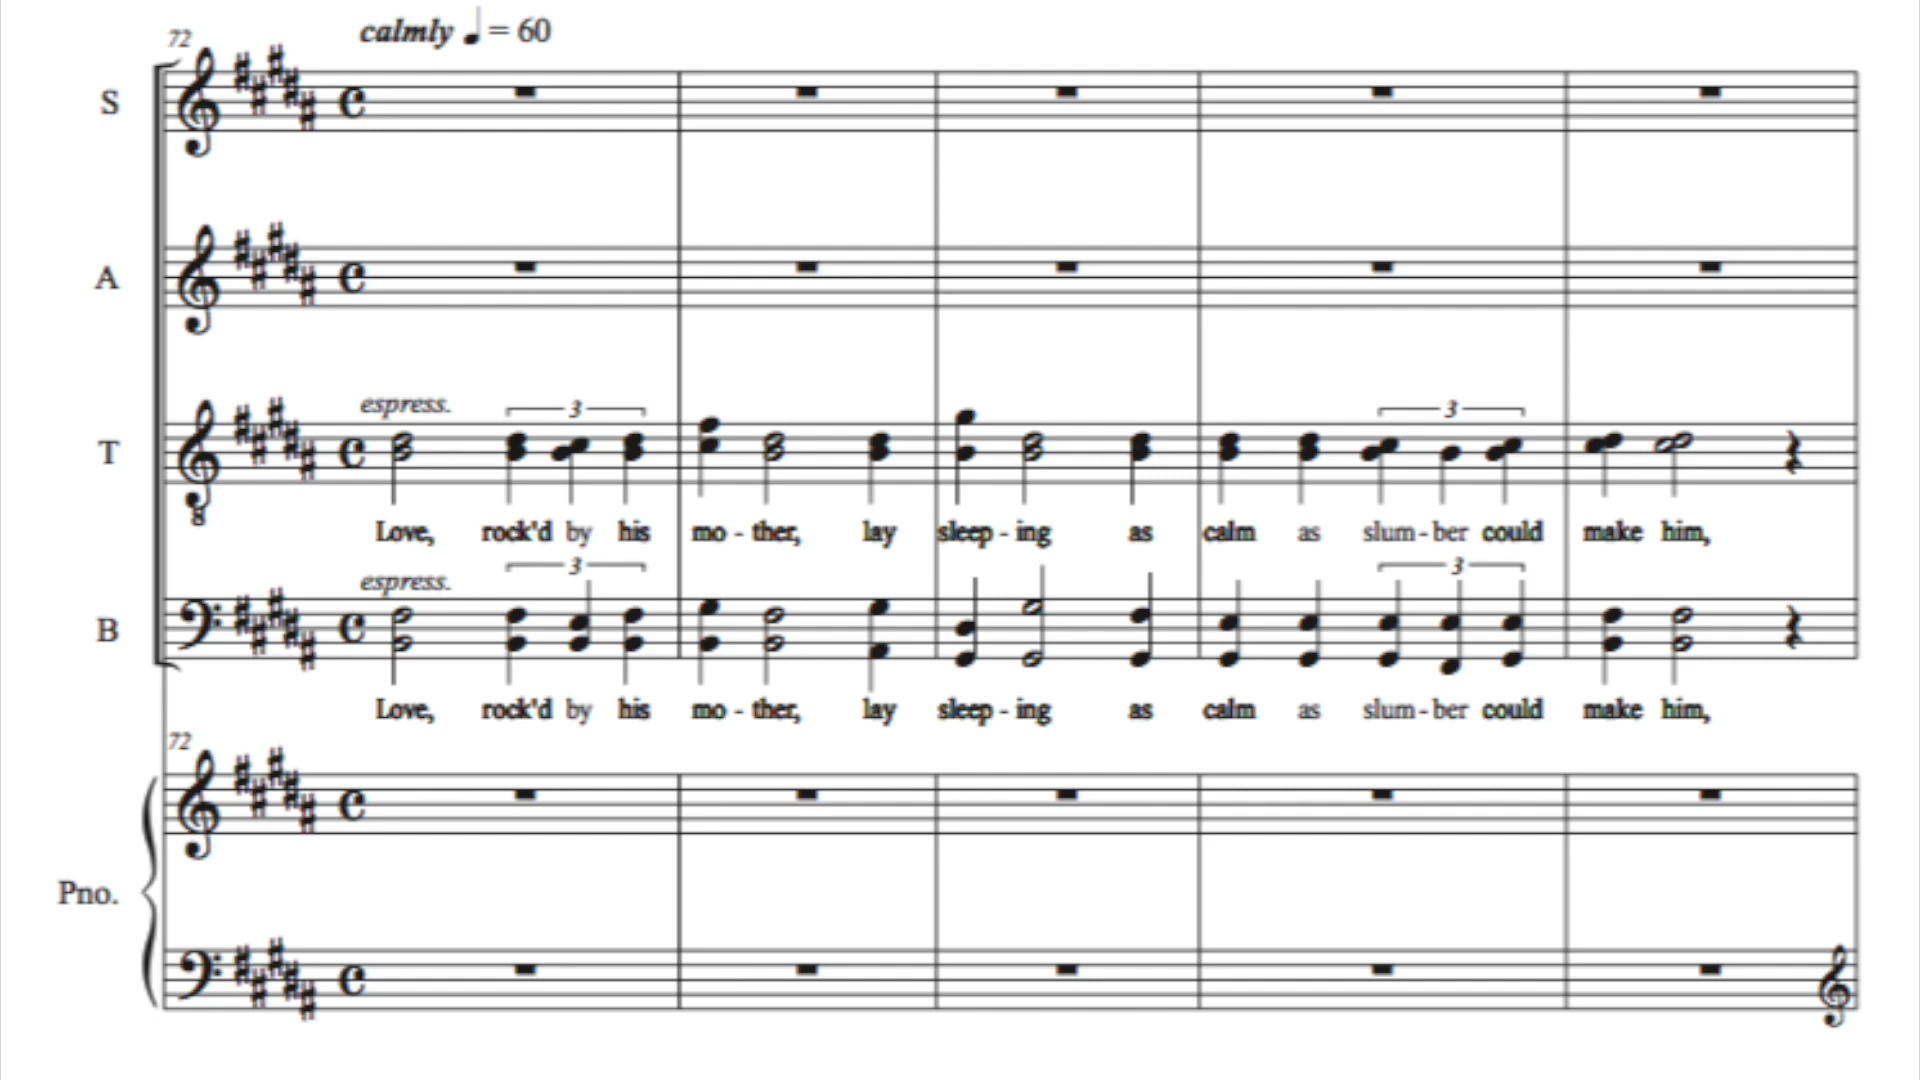 72
calmly ♩ = 60
S
A
espress. 3 3
T
8
Love, rock'd by his mo - ther, lay sleep - ing as calm as slum - ber could make him,
espress. 3 3
B
Love, rock'd by his mo - ther, lay sleep - ing as calm as slum - ber could make him,
72
Pno.